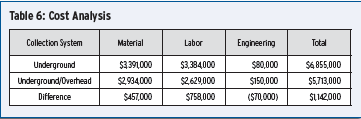 Table 6: Cost Analysis
Collection System Material Labor Engineering Total
Underground $3,391,000 $3,384,000 $80,000 $6,855,000
Underground/Overhead $2,934,000 $2,629,000 $150,000 $5,713,000
Difference $457,000 $758,000 ($70,000) $1,142,000